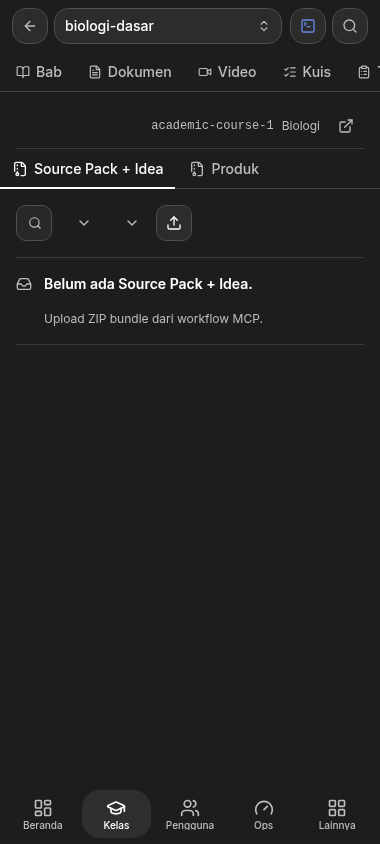 biologi-dasar
Bab Dokumen Video Kuis
academic-course-1 Biologi
Source Pack + Idea Produk
Belum ada Source Pack + Idea.
Upload ZIP bundle dari workflow MCP.
Beranda Kelas Pengguna Ops Lainnya